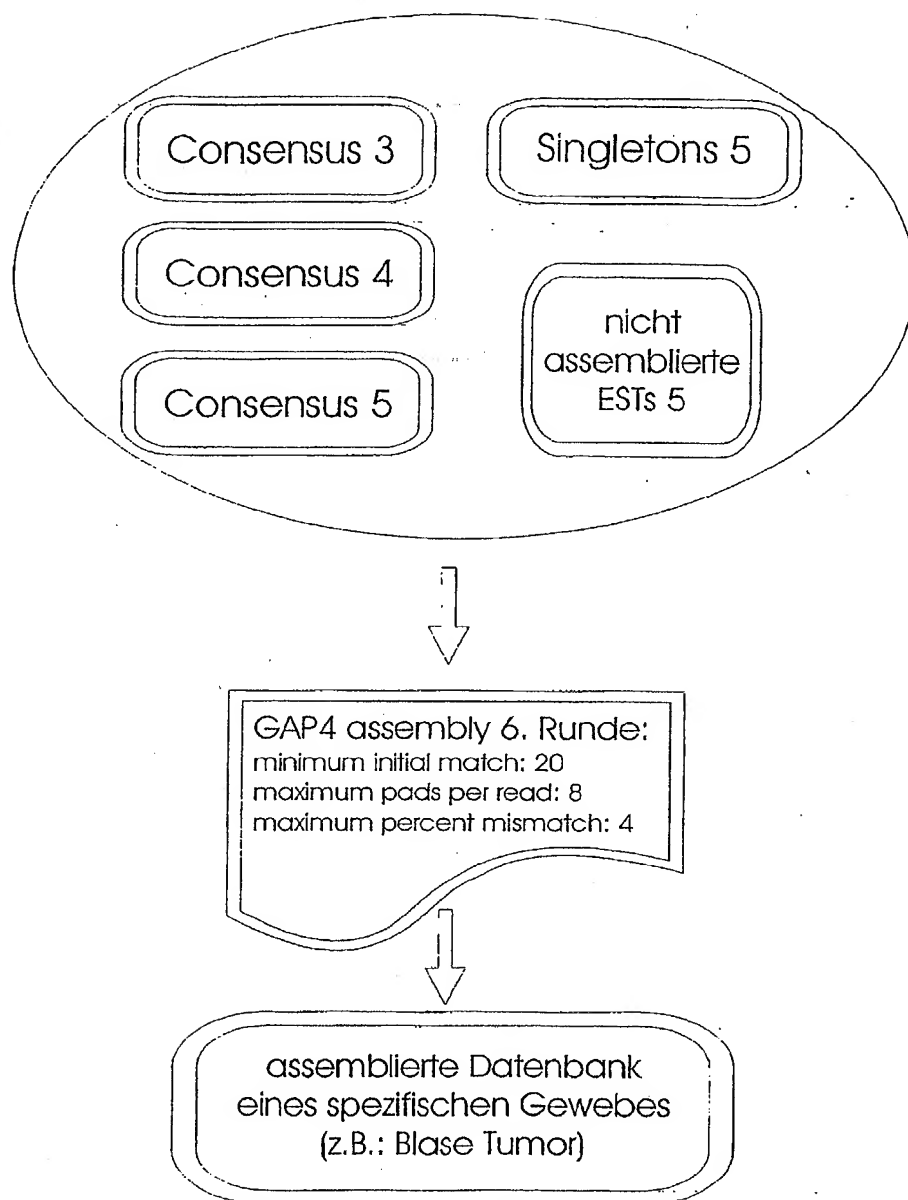 Consensus 3
Singletons 5
Consensus 4
nicht
assemblierte
ESTs 5
Consensus 5
GAP4 assembly 6. Runde:
minimum initial match: 20
maximum pads per read: 8
maximum percent mismatch: 4
assemblierte Datenbank
eines spezifischen Gewebes
(z.B.: Blase Tumor)